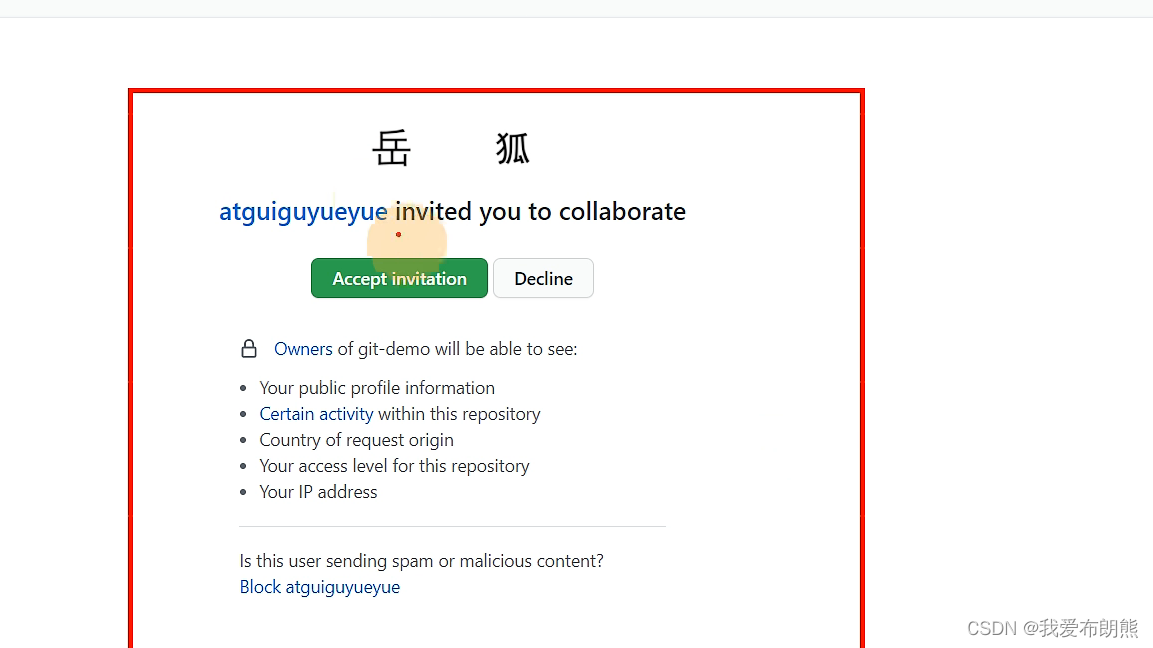 岳 狐
atguiguyueyue invited you to collaborate
Accept invitation Decline
Owners of git-demo will be able to see:
Your public profile information
Certain activity within this repository
Country of request origin
Your access level for this repository
Your IP address
Is this user sending spam or malicious content?
Block atguiguyueyue
CSDN @我爱布朗熊